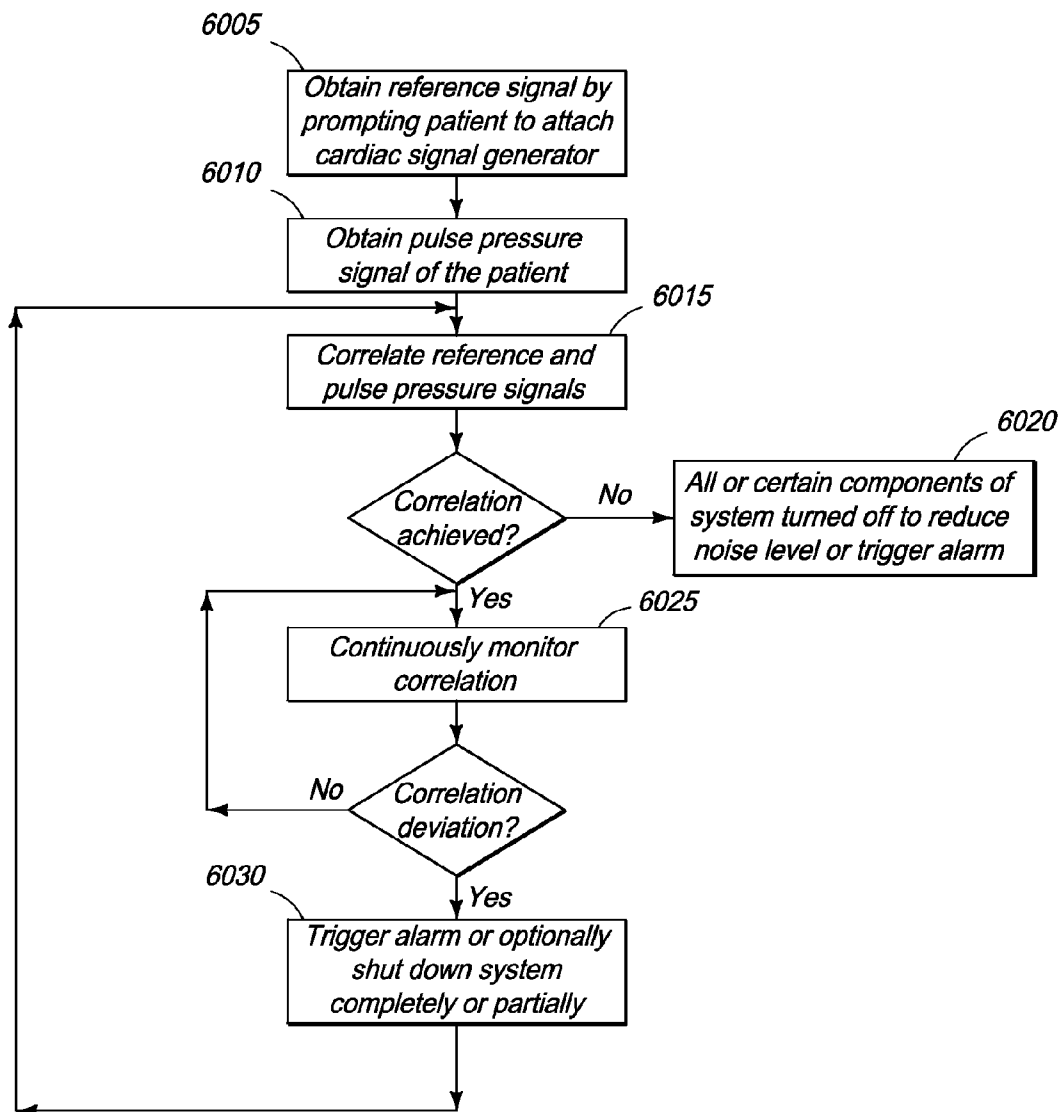 6005
Obtain reference signal by
prompting patient to attach
cardiac signal generator
6010
Obtain pulse pressure
signal of the patient
6015
Correlate reference and
pulse pressure signals
6020
Correlation
achieved?
No
All or certain components of
system turned off to reduce
noise level or trigger alarm
Yes
6025
Continuously monitor
correlation
No
Correlation
deviation?
6030
Yes
Trigger alarm or optionally
shut down system
completely or partially